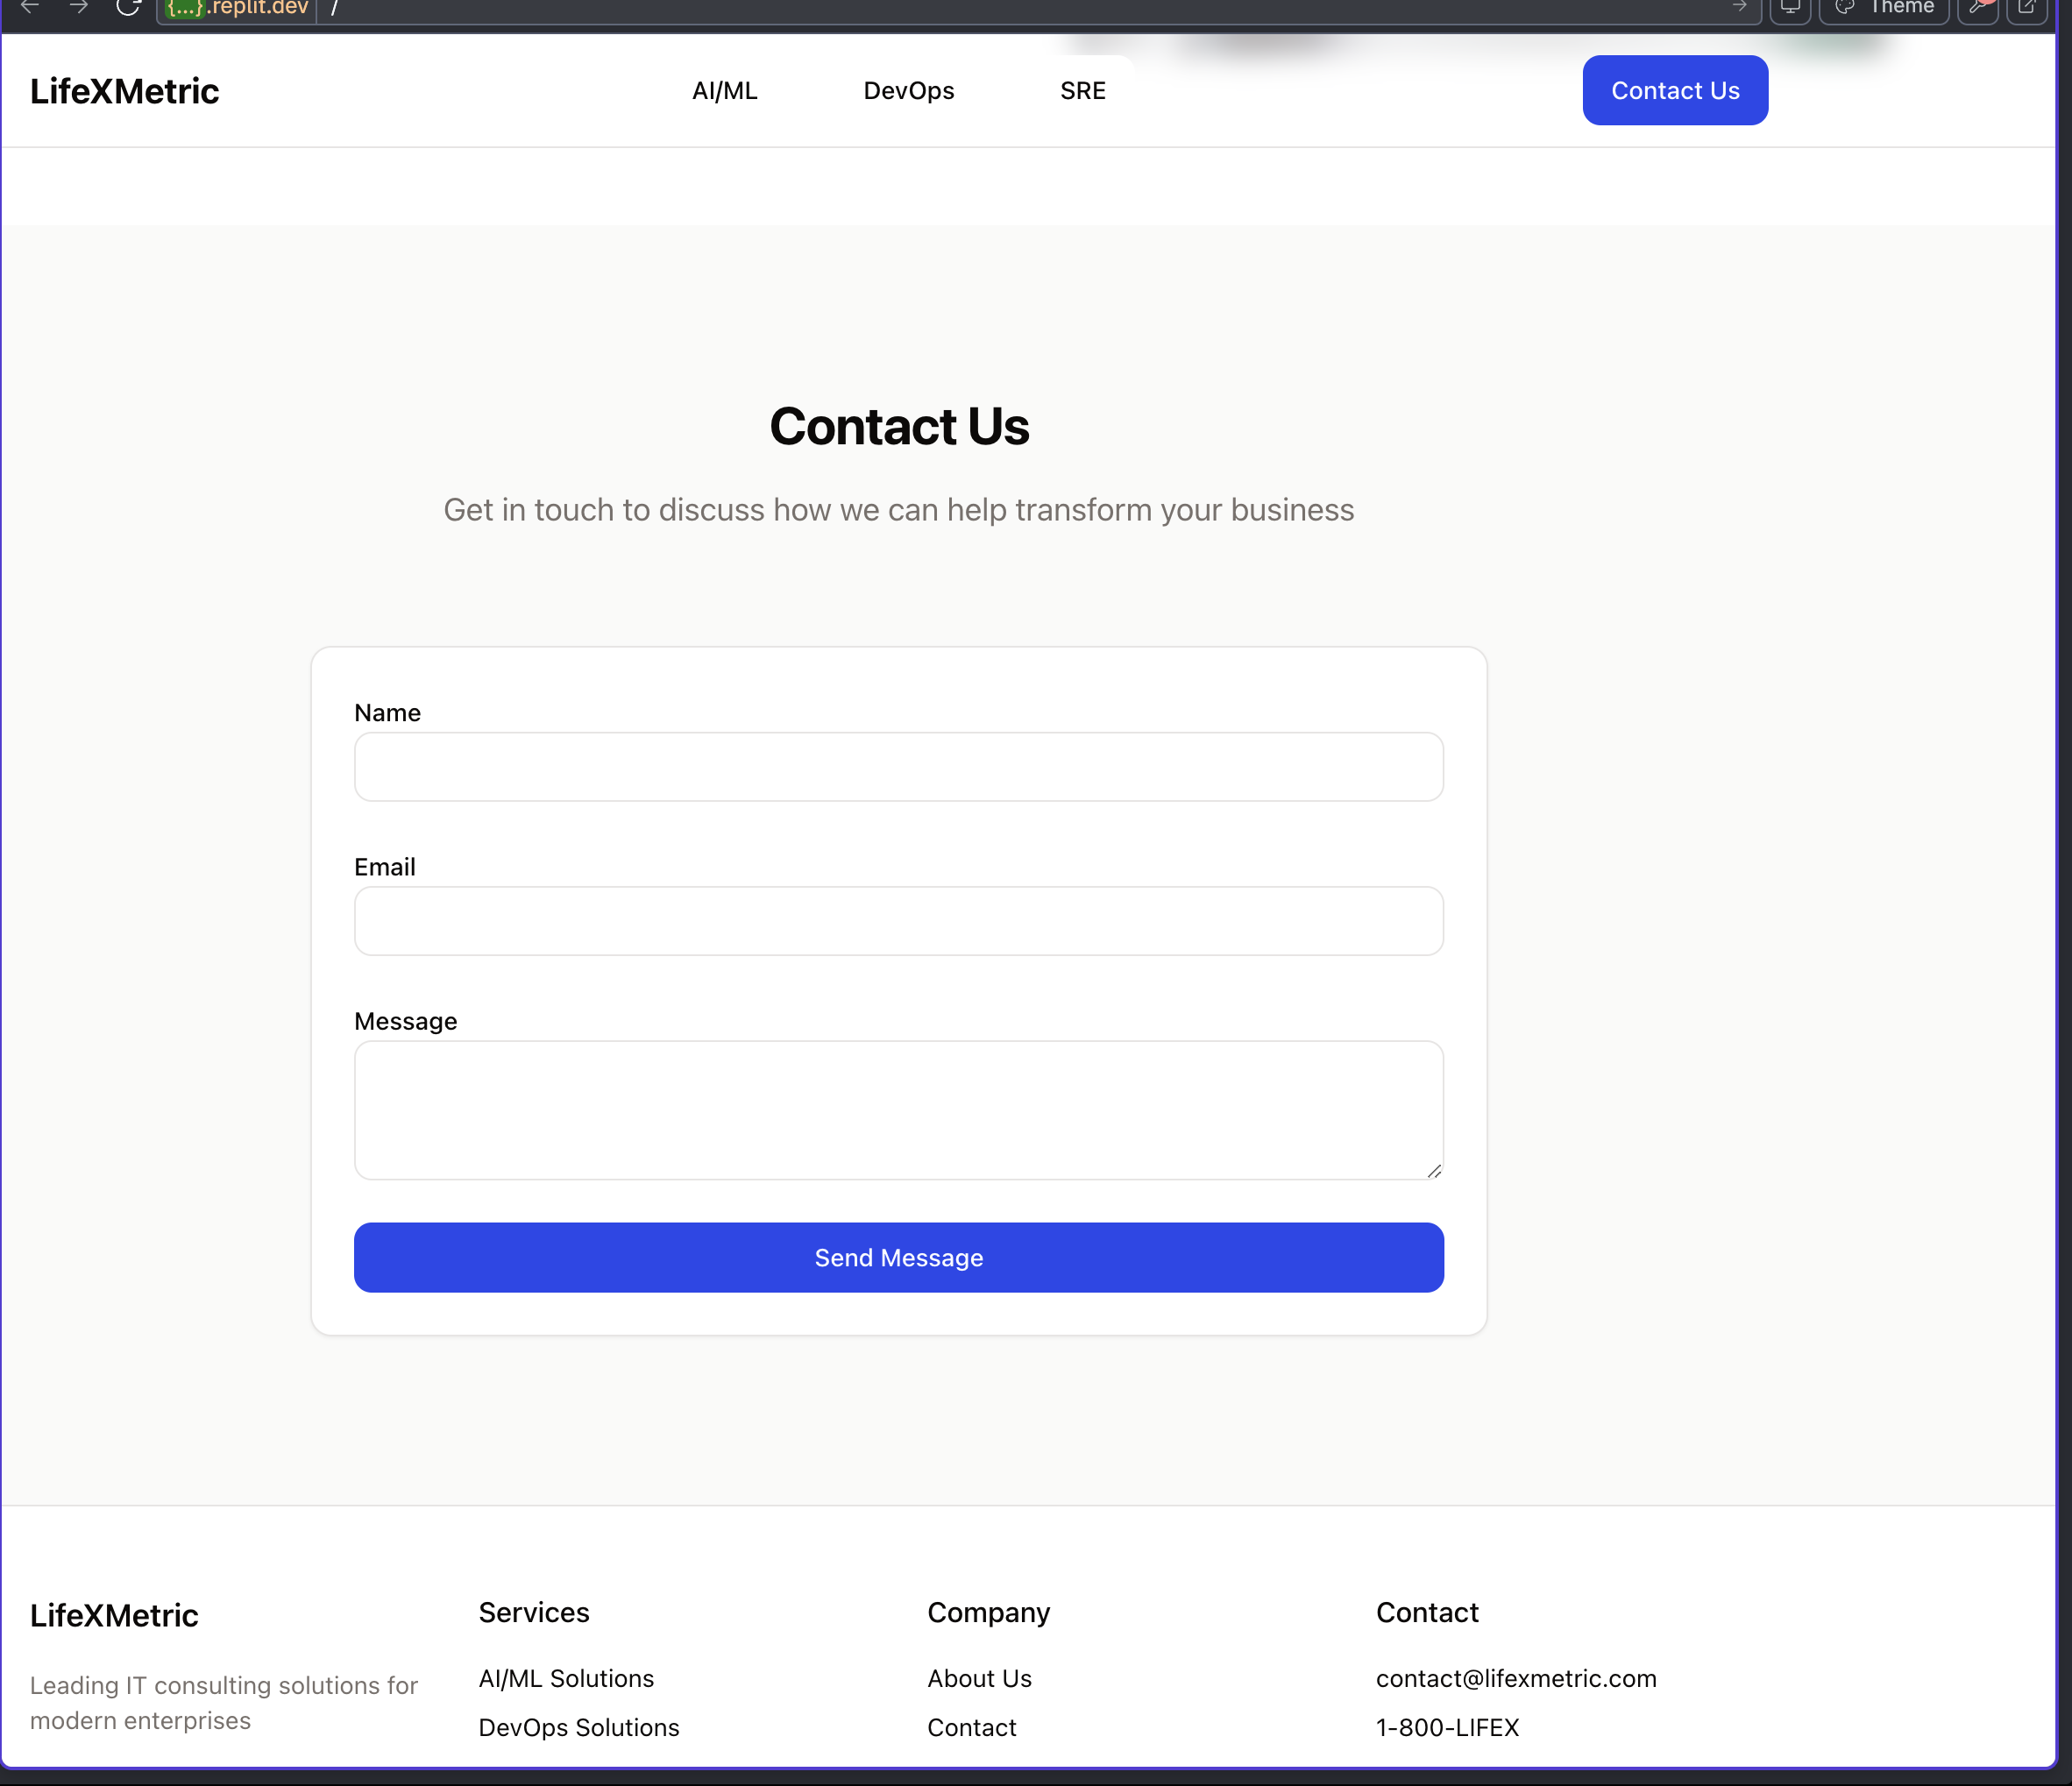 {...}.replit.dev /
Theme
LifeXMetric
AI/ML
DevOps
SRE
Contact Us
Contact Us
Get in touch to discuss how we can help transform your business
Name
Email
Message
Send Message
LifeXMetric
Leading IT consulting solutions for
modern enterprises
Services
AI/ML Solutions
DevOps Solutions
Company
About Us
Contact
Contact
contact@lifexmetric.com
1-800-LIFEX